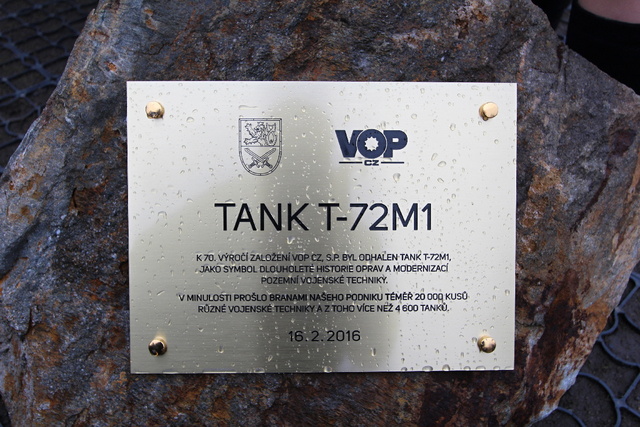 VOP
CZ
TANK T-72M1
K 70. VÝROČÍ ZALOŽENÍ VOP CZ, S.P. BYL ODHALEN TANK T-72M1,
JAKO SYMBOL DLOUHOLETÉ HISTORIE OPRAV A MODERNIZACÍ
POZEMNÍ VOJENSKÉ TECHNIKY.
V MINULOSTI PROŠLO BRANAMI NAŠEHO PODNIKU TÉMĚŘ 20 000 KUSŮ
RŮZNÉ VOJENSKÉ TECHNIKY A Z TOHO VÍCE NEŽ 4 600 TANKŮ.
16.2.2016